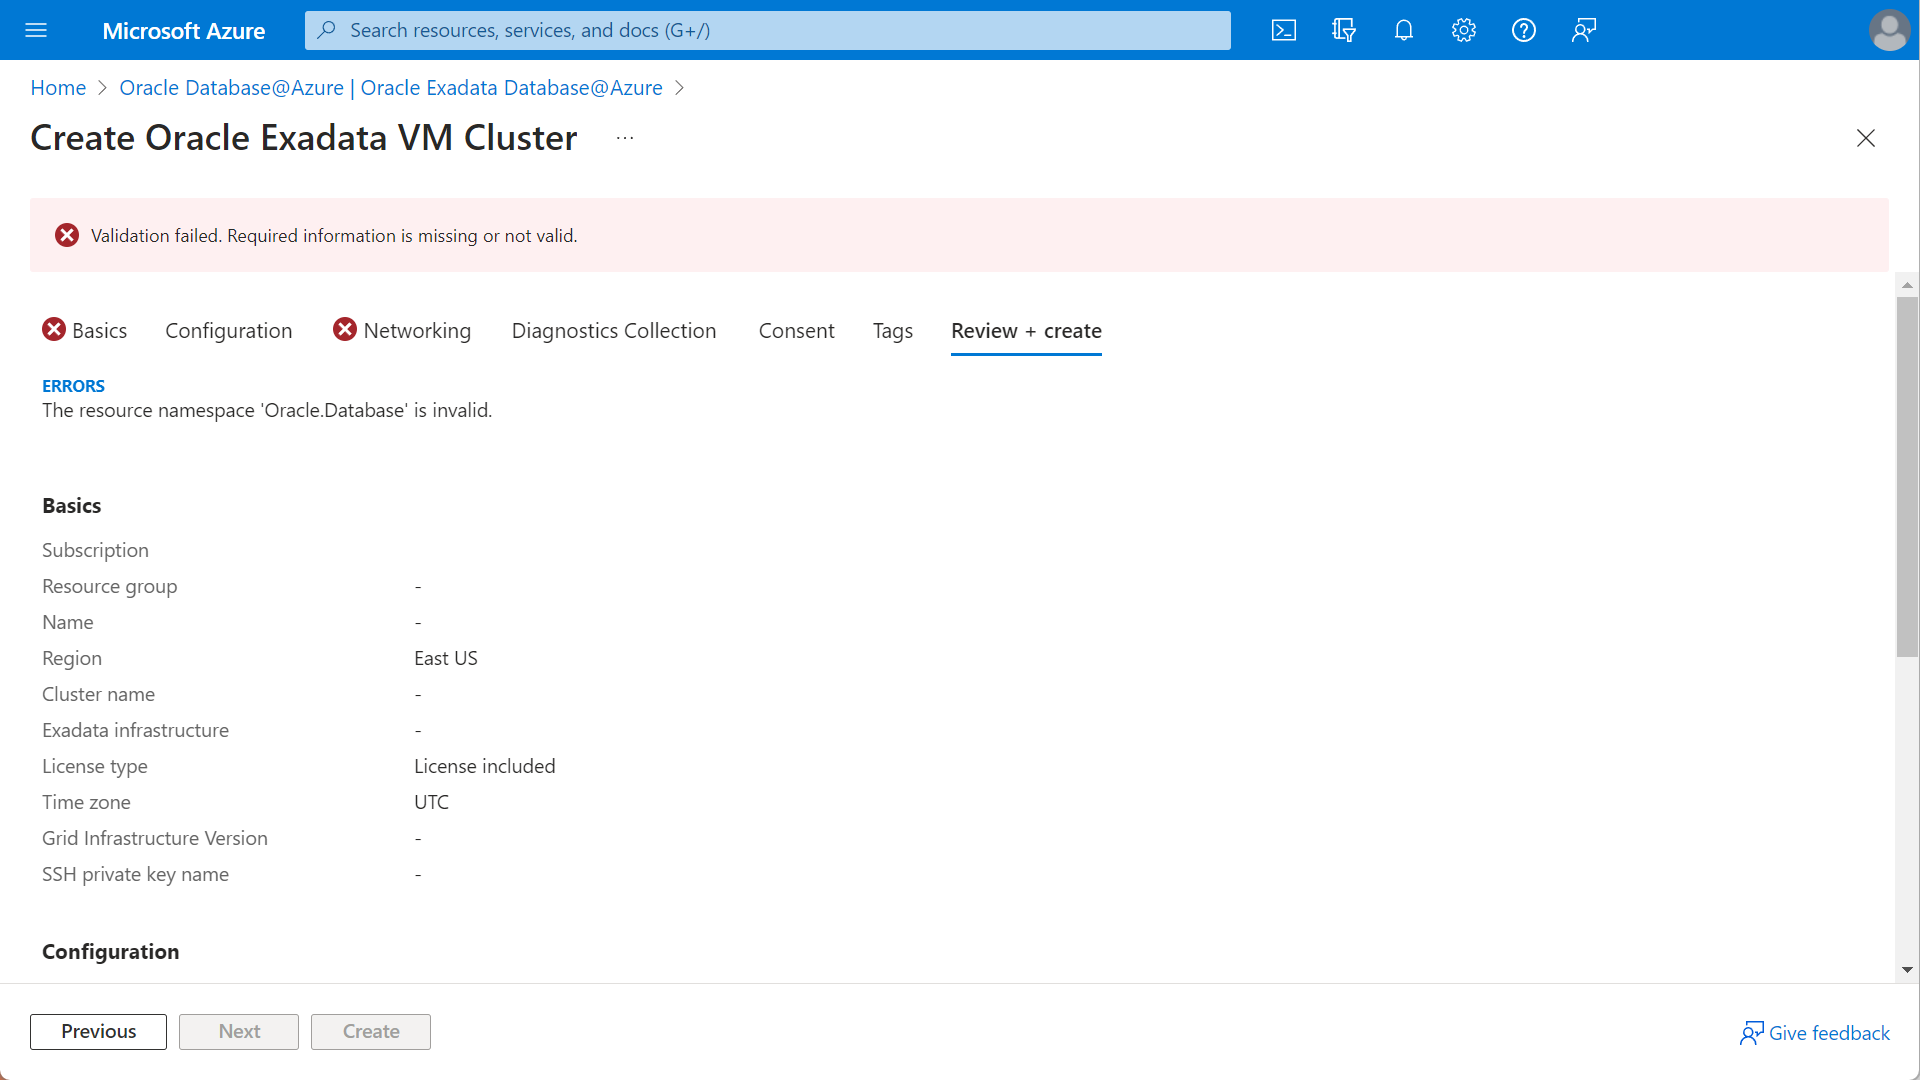 Microsoft Azure
Search resources, services, and docs (G+/)
Home > Oracle Database@Azure | Oracle Exadata Database@Azure >
Create Oracle Exadata VM Cluster ...
Validation failed. Required information is missing or not valid.
Basics Configuration Networking Diagnostics Collection Consent Tags Review + create
ERRORS
The resource namespace 'Oracle.Database' is invalid.
Basics
Subscription
Resource group -
Name -
Region East US
Cluster name -
Exadata infrastructure -
License type License included
Time zone UTC
Grid Infrastructure Version -
SSH private key name -
Configuration
Previous Next Create Give feedback